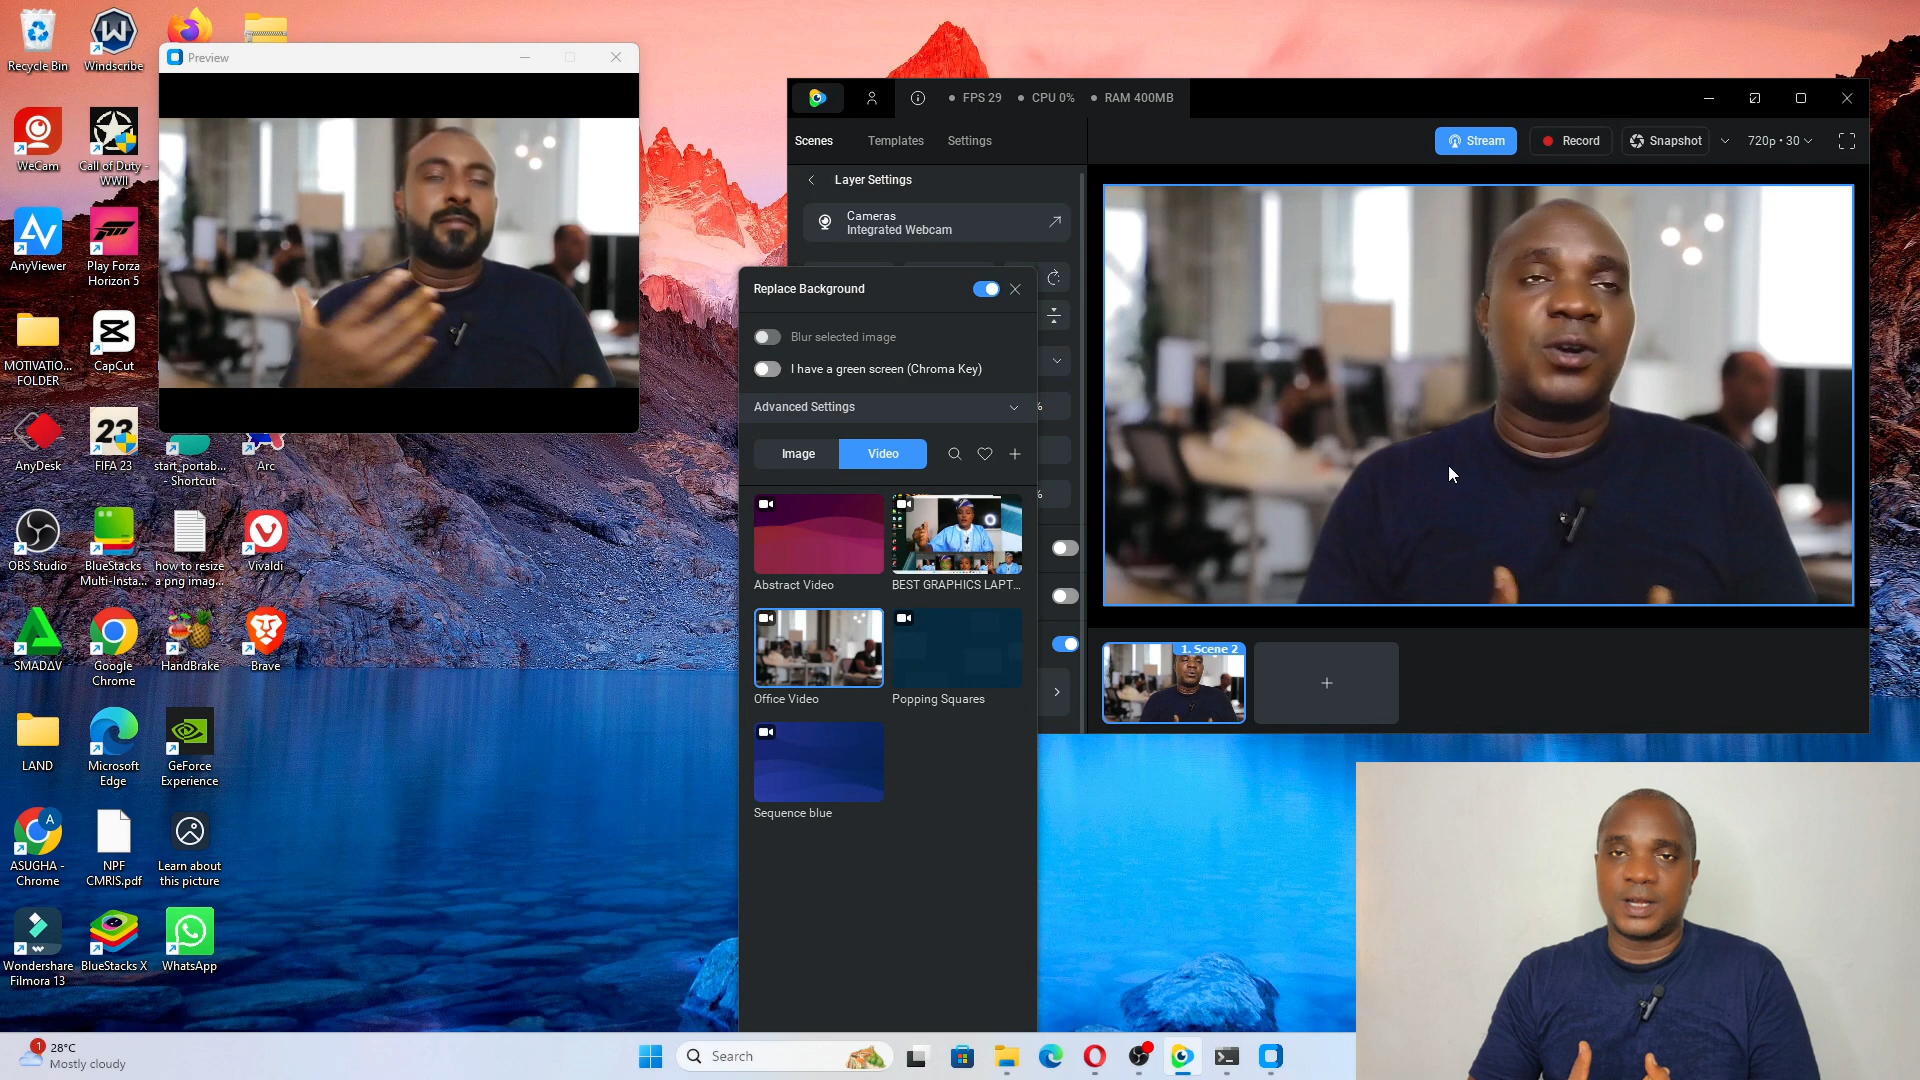 Recycle Bin
Windscribe
WeCam
Call of Duty -
WWII
AnyViewer
Play Forza
Horizon 5
MOTIVATIO...
FOLDER
CapCut
AnyDesk
23
FIFA 23
start_portab...
- Shortcut
Arc
OBS Studio
BlueStacks
Multi-Insta...
how to resize
a png imag...
Vivaldi
SMADΔV
Google
Chrome
HandBrake
Brave
LAND
Microsoft
Edge
GeForce
Experience
A
ASUGHA -
Chrome
NPF
CMRIS.pdf
Learn about
this picture
Wondershare
Filmora 13
BlueStacks X
WhatsApp
Preview
FPS 29
CPU 0%
RAM 400MB
Scenes
Templates
Settings
Stream
Record
Snapshot
720p • 30
Layer Settings
Cameras
Integrated Webcam
Replace Background
Blur selected image
I have a green screen (Chroma Key)
Advanced Settings
%
Image
Video
%
Abstract Video
BEST GRAPHICS LAPT...
Office Video
Popping Squares
Sequence blue
1. Scene 2
1
28°C
Mostly cloudy
Search